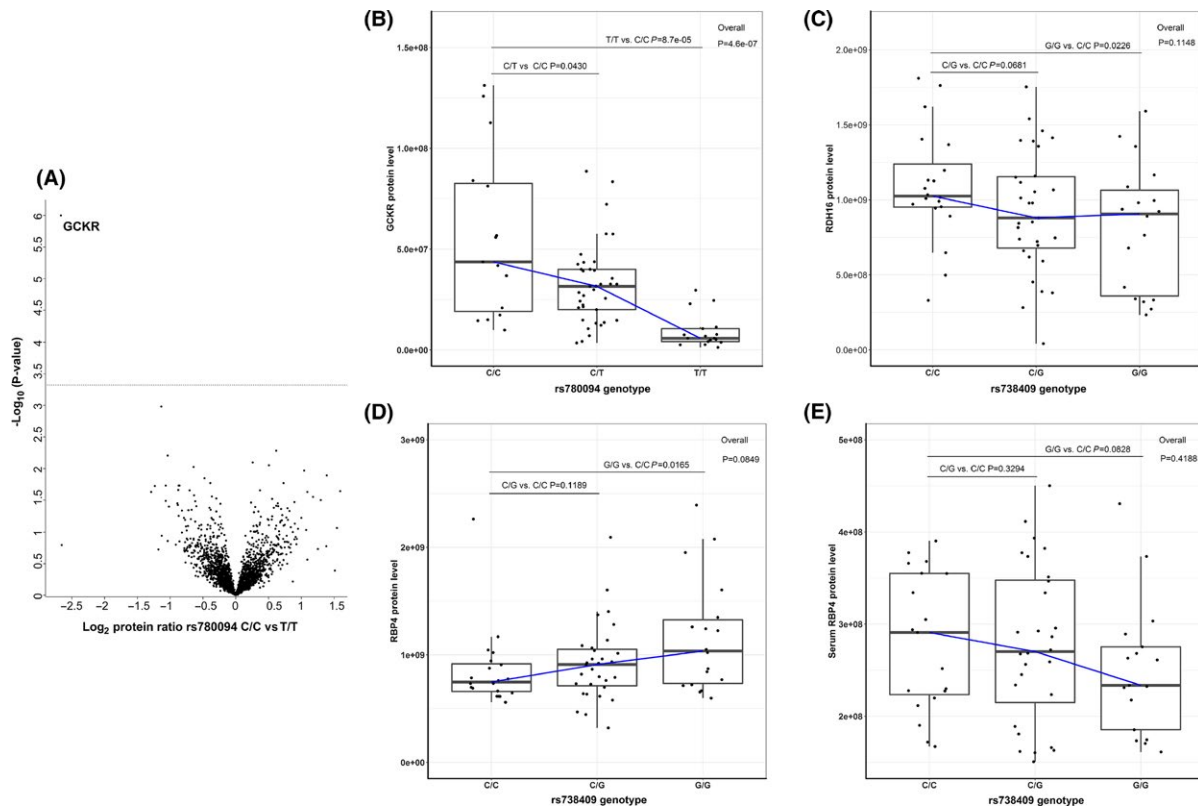 (A)
GCKR
6
5.5
5
4.5
4
3.5
3
2.5
2
1.5
1
0.5
0
-Log10 (P-value)
−2.5 −2 −1.5 −1 −0.5 0 0.5 1 1.5
Log2 protein ratio rs780094 C/C vs T/T
(B)
Overall
P=4.6e-07
T/T vs. C/C P=8.7e-05
C/T vs C/C P=0.0430
1.5e+08
1.0e+08
5.0e+07
0.0e+00
GCKR protein level
C/C C/T T/T
rs780094 genotype
(C)
Overall
P=0.1148
G/G vs. C/C P=0.0226
C/G vs. C/C P=0.0681
2.0e+09
1.5e+09
1.0e+09
5.0e+08
0.0e+00
RDH16 protein level
C/C C/G G/G
rs738409 genotype
(D)
Overall
P=0.0849
G/G vs. C/C P=0.0165
C/G vs. C/C P=0.1189
3e+09
2e+09
1e+09
0e+00
RBP4 protein level
C/C C/G G/G
rs738409 genotype
(E)
Overall
P=0.4188
G/G vs. C/C P=0.0828
C/G vs. C/C P=0.3294
5e+08
4e+08
3e+08
2e+08
Serum RBP4 protein level
C/C C/G G/G
rs738409 genotype